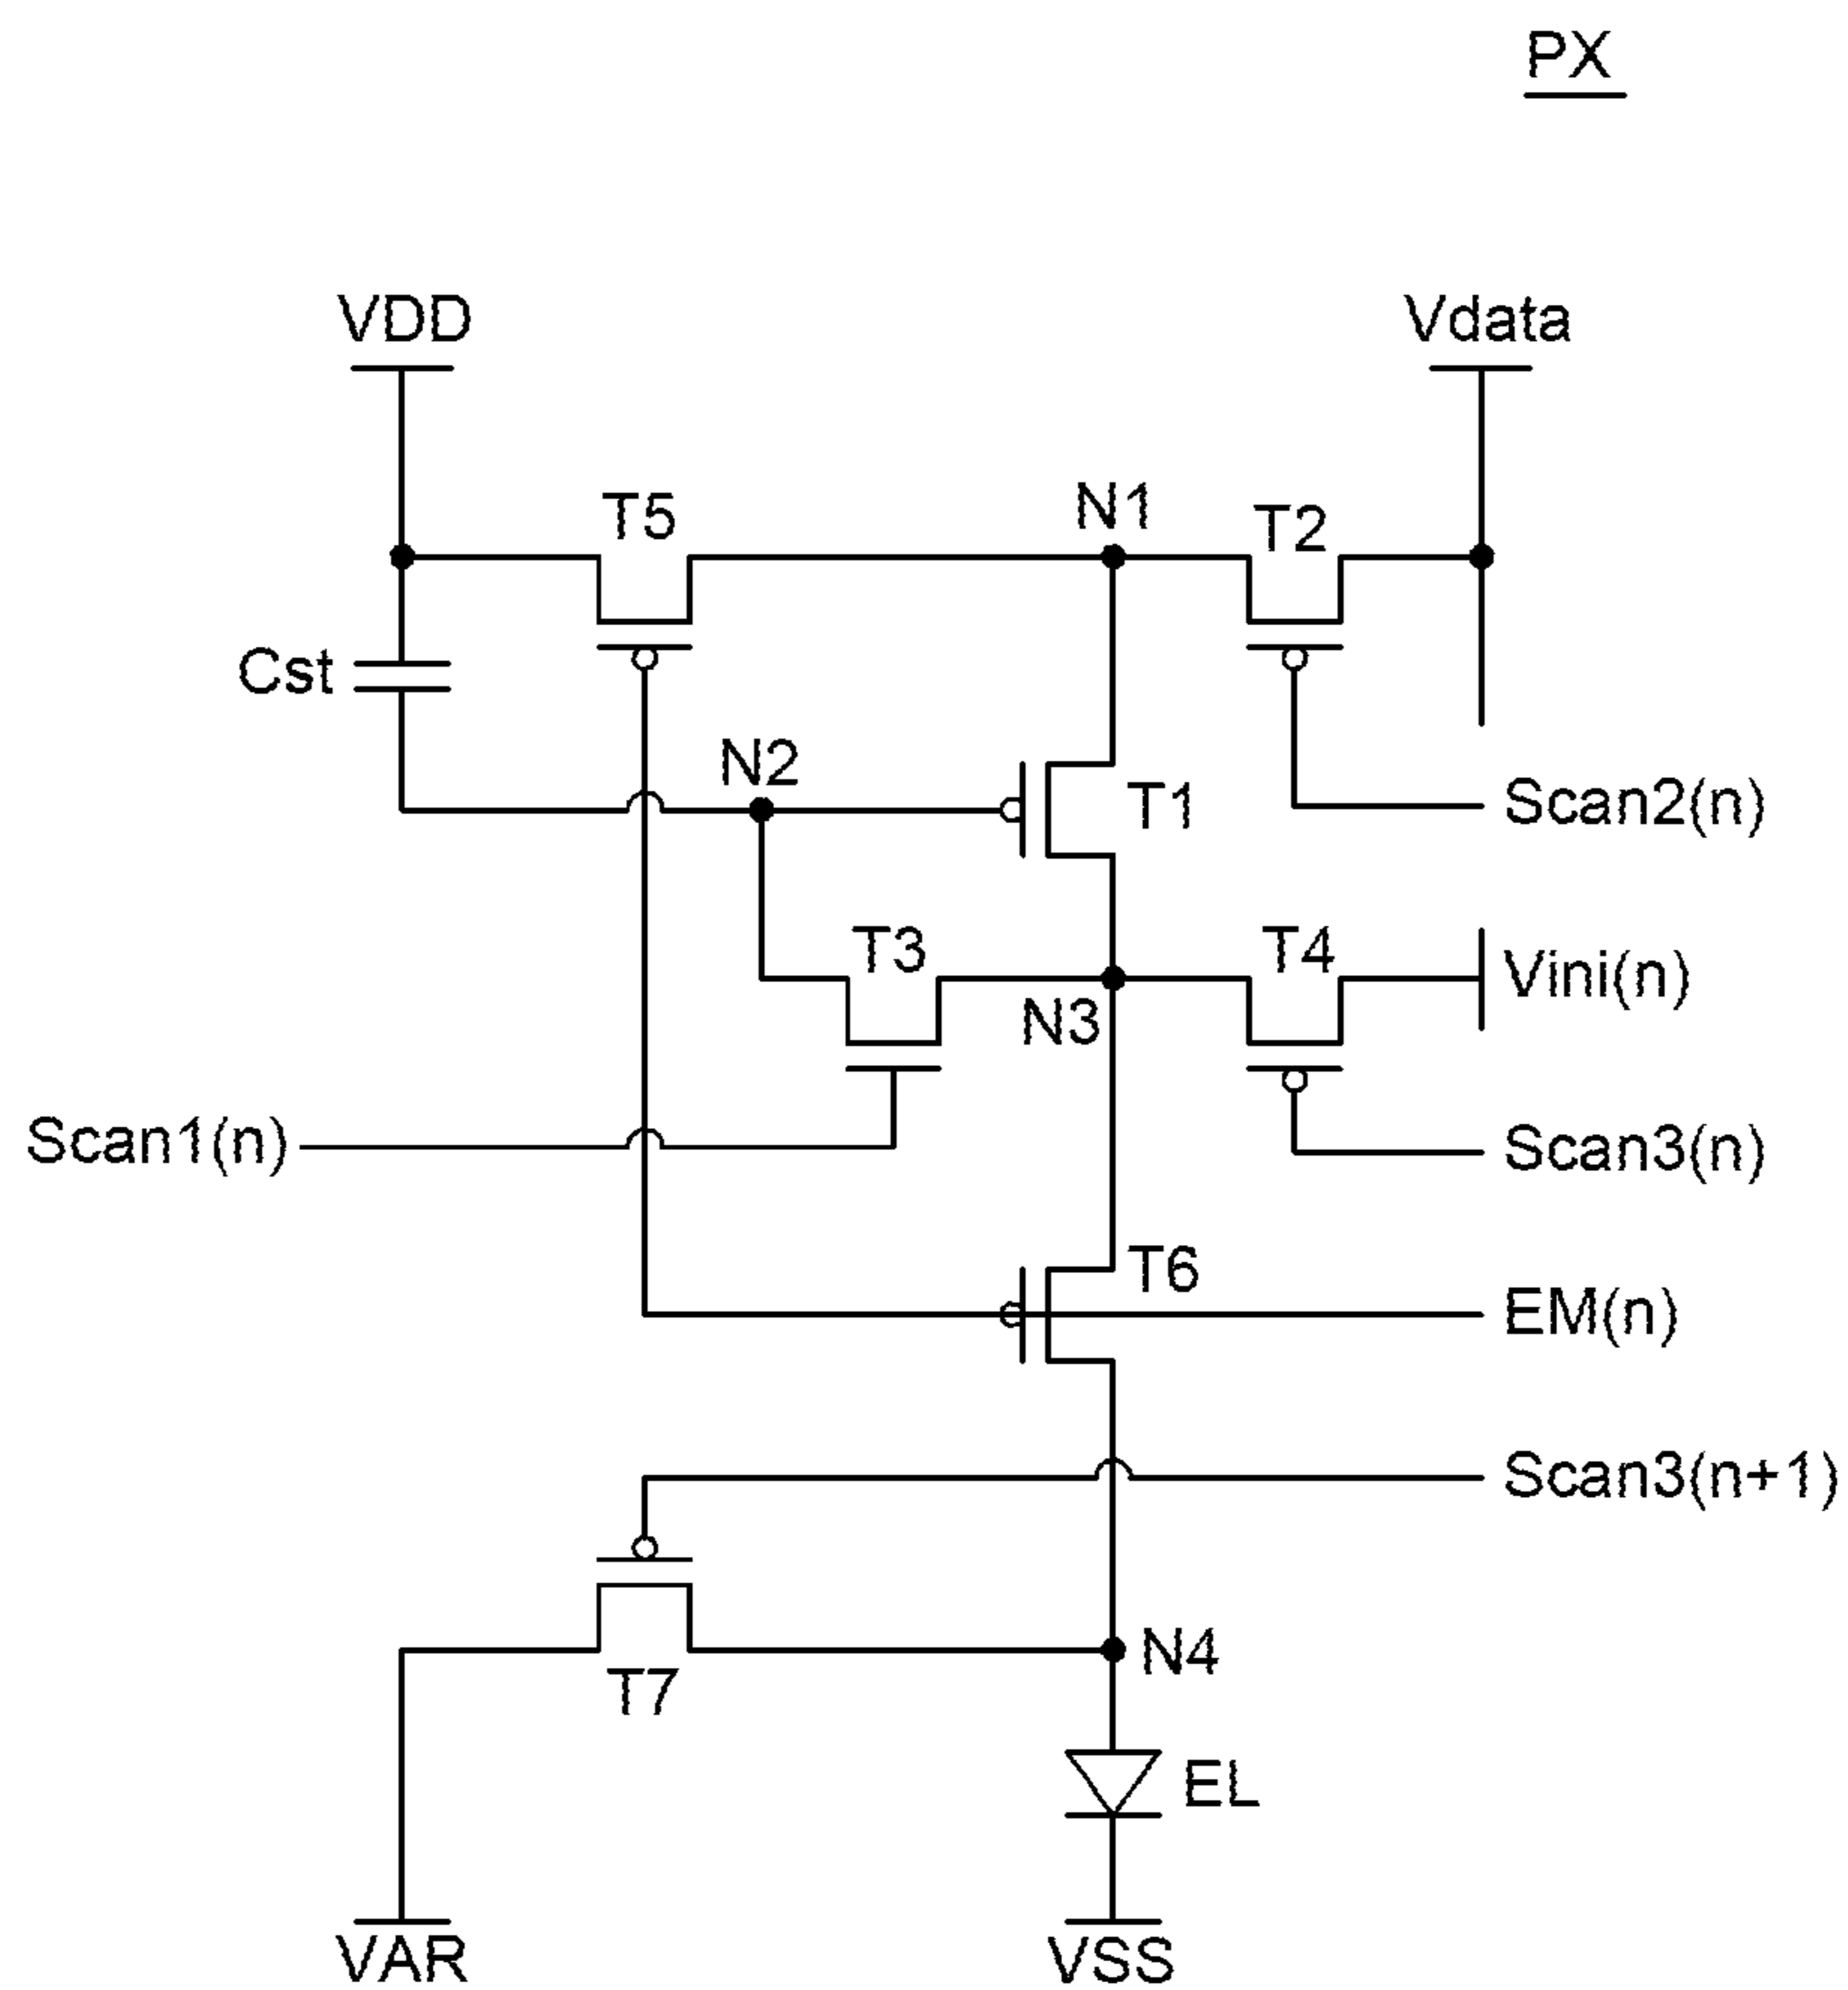 PX
VDD
Vdata
T5
N1
T2
Cst
N2
T1
Scan2(n)
T3
T4
Vini(n)
N3
Scan1(n)
Scan3(n)
T6
EM(n)
Scan3(n+1)
N4
T7
EL
VAR
VSS